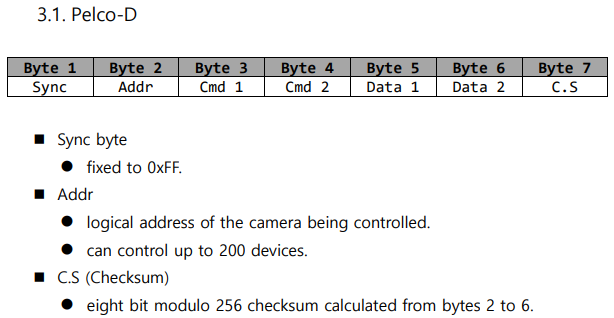 3.1. Pelco-D
Byte 1 Byte 2 Byte 3 Byte 4 Byte 5 Byte 6 Byte 7
Sync Addr Cmd 1 Cmd 2 Data 1 Data 2 C.S
■ Sync byte
● fixed to 0xFF.
■ Addr
● logical address of the camera being controlled.
● can control up to 200 devices.
■ C.S (Checksum)
● eight bit modulo 256 checksum calculated from bytes 2 to 6.